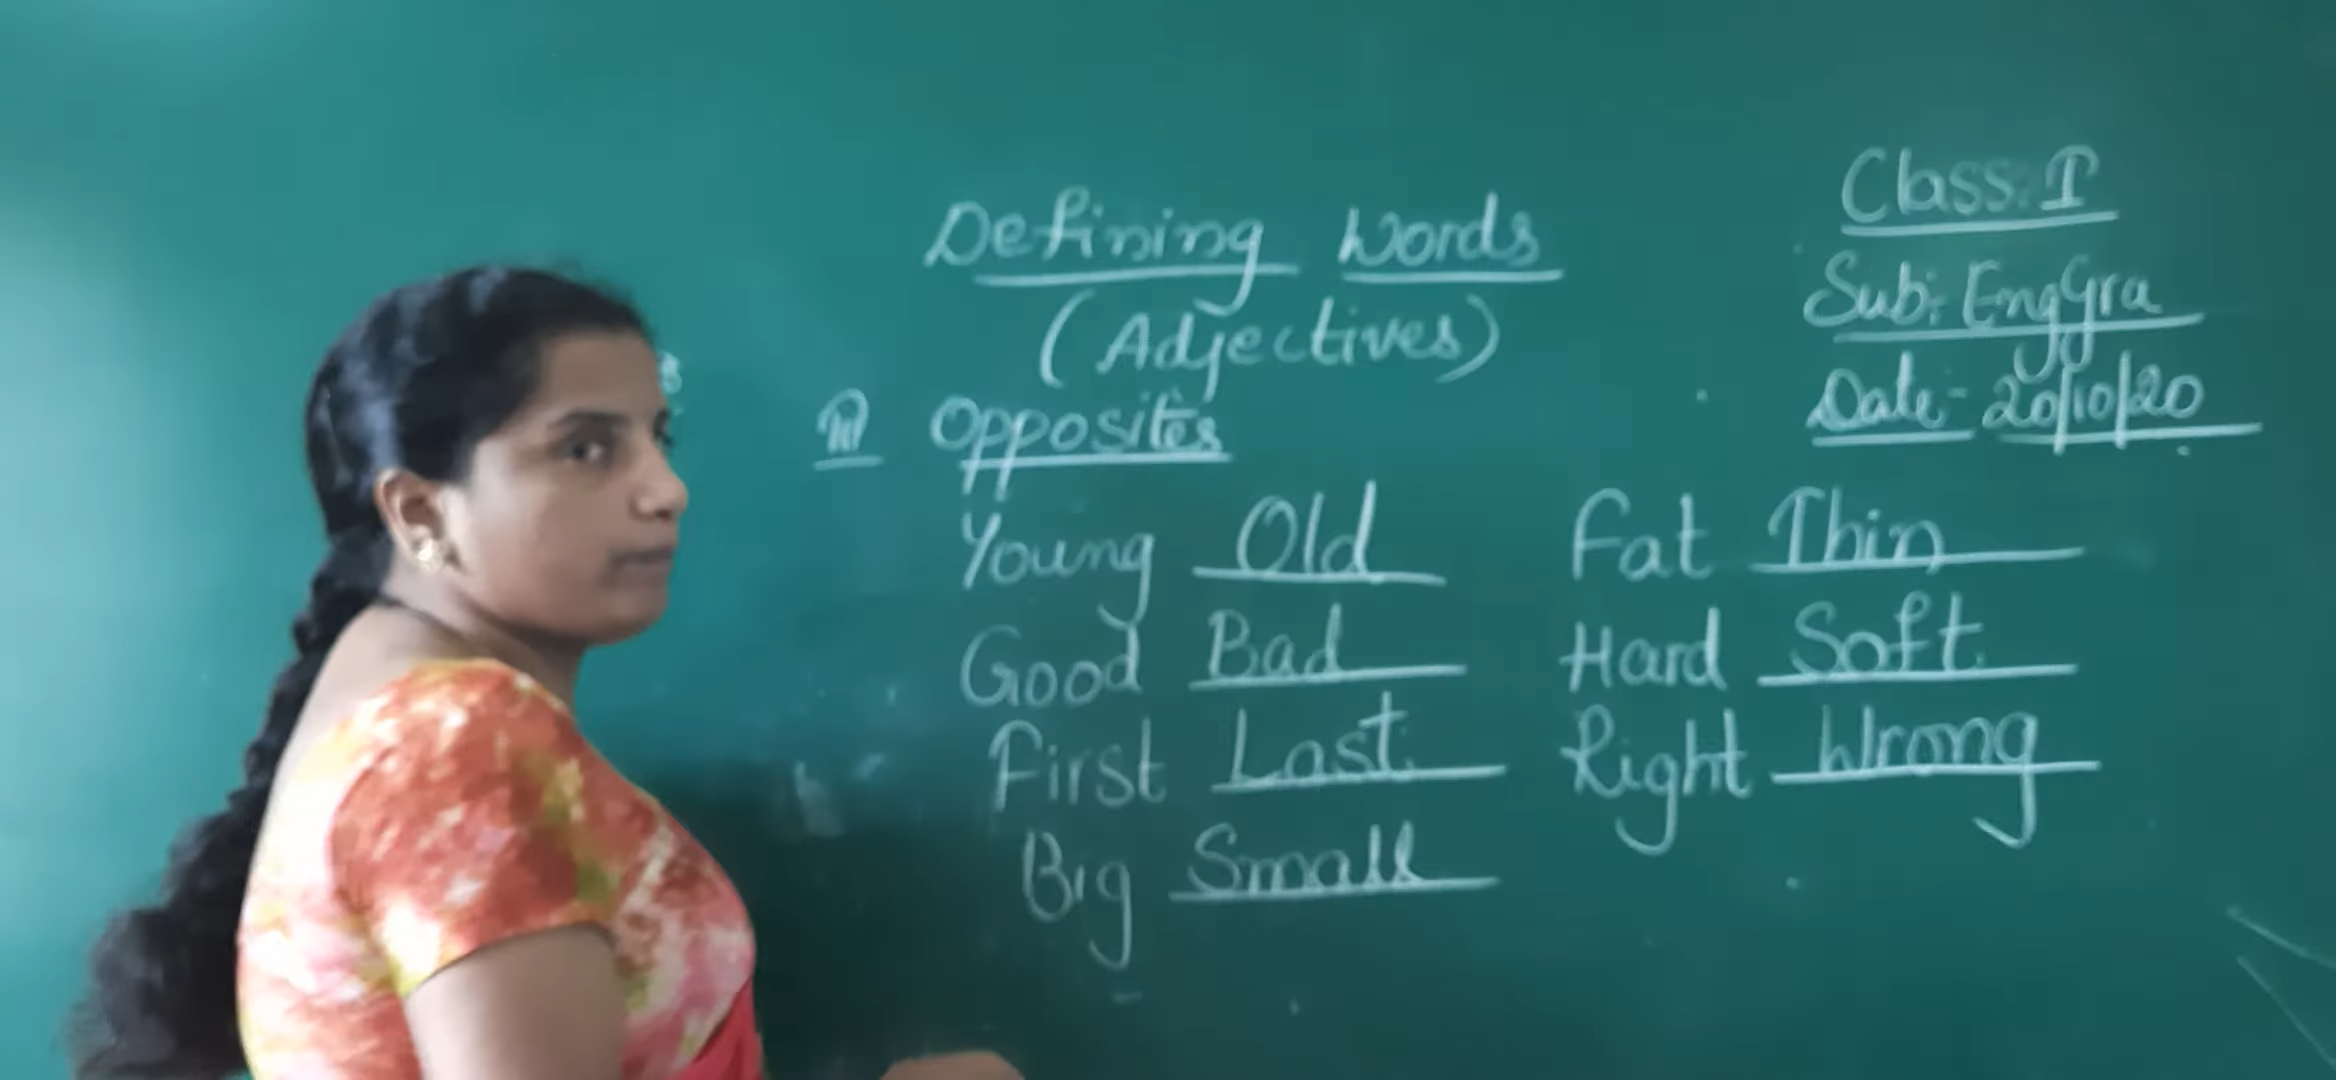 Class: I
Sub: Eng Gra
Date- 20/10/20
Defining Words
(Adjectives)
III Opposites
Young Old
Good Bad
First Last
Big Small
Fat Thin
Hard Soft
Right Wrong